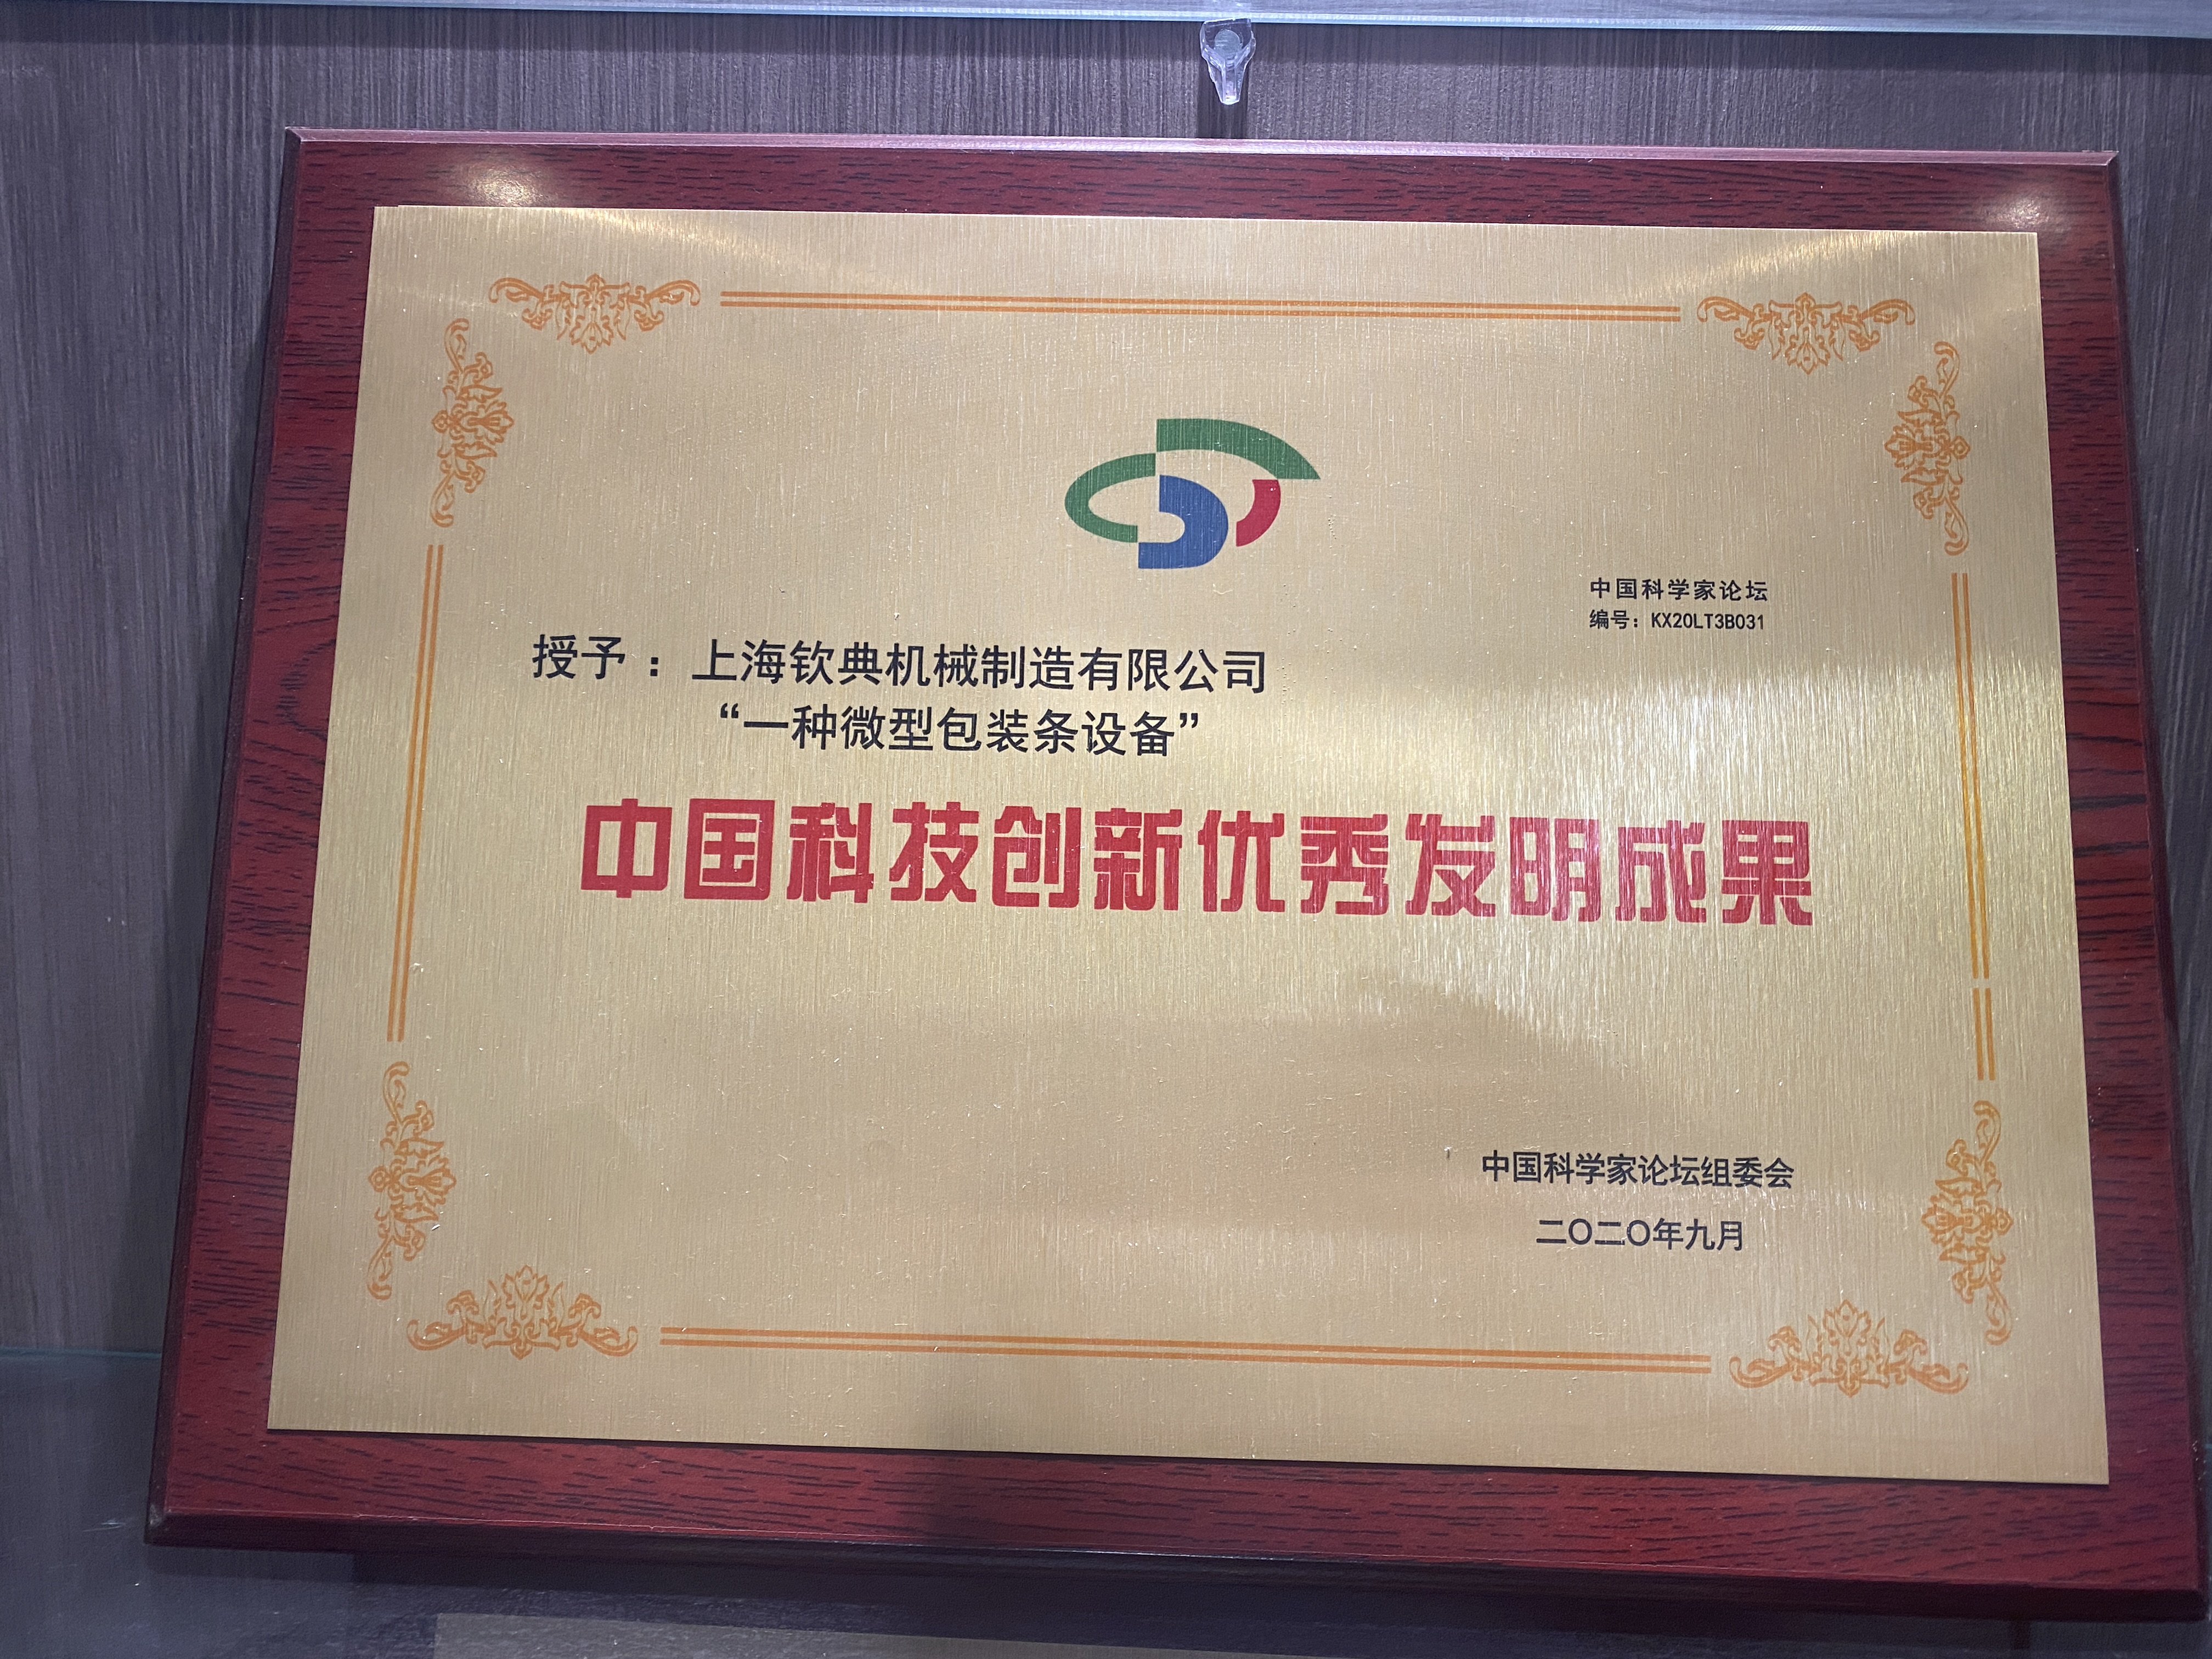 中国科学家论坛
编号：KX20LT3B031
授予：上海钦典机械制造有限公司
“一种微型包装条设备”
中国科技创新优秀发明成果
中国科学家论坛组委会
二〇二〇年九月